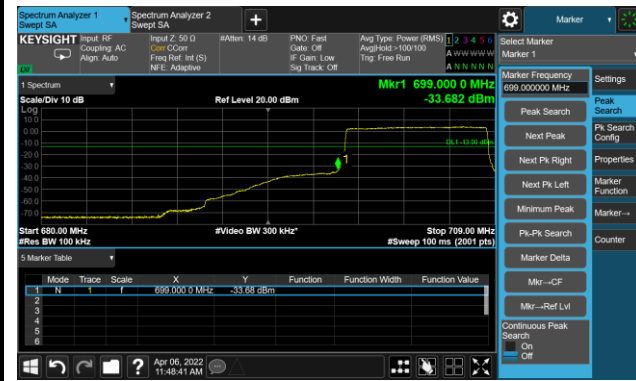 Spectrum Analyzer 1
Swept SA
Spectrum Analyzer 2
Swept SA
+
Marker
KEYSIGHT
Input: RF
Coupling: AC
Align: Auto
Input Z: 50 Ω
Corr CCorr
Freq Ref: Int (S)
NFE: Adaptive
#Atten: 14 dB
PNO: Fast
Gate: Off
IF Gain: Low
Sig Track: Off
Avg Type: Power (RMS)
Avg|Hold:>100/100
Trig: Free Run
1 2 3 4 5 6
A W W W W W
A N N N N N
Select Marker
Marker 1
1 Spectrum
Mkr1 699.000 0 MHz
-33.682 dBm
Scale/Div 10 dB
Ref Level 20.00 dBm
Log
10.0
0.00
-10.0
-20.0
-30.0
-40.0
-50.0
-60.0
-70.0
DL1 -13.00 dBm
1
Start 680.00 MHz
#Video BW 300 kHz*
Stop 709.00 MHz
#Res BW 100 kHz
#Sweep 100 ms (2001 pts)
5 Marker Table
Mode Trace Scale X Y Function Function Width Function Value
1 N 1 f 699.000 0 MHz -33.68 dBm
2
3
4
5
6
Marker Frequency
699.000000 MHz
Peak Search
Next Peak
Next Pk Right
Next Pk Left
Minimum Peak
Pk-Pk Search
Marker Delta
Mkr→CF
Mkr→Ref Lvl
Continuous Peak
Search
On
Off
Settings
Peak
Search
Pk Search
Config
Properties
Marker
Function
Marker→
Counter
?
Apr 06, 2022
11:48:41 AM